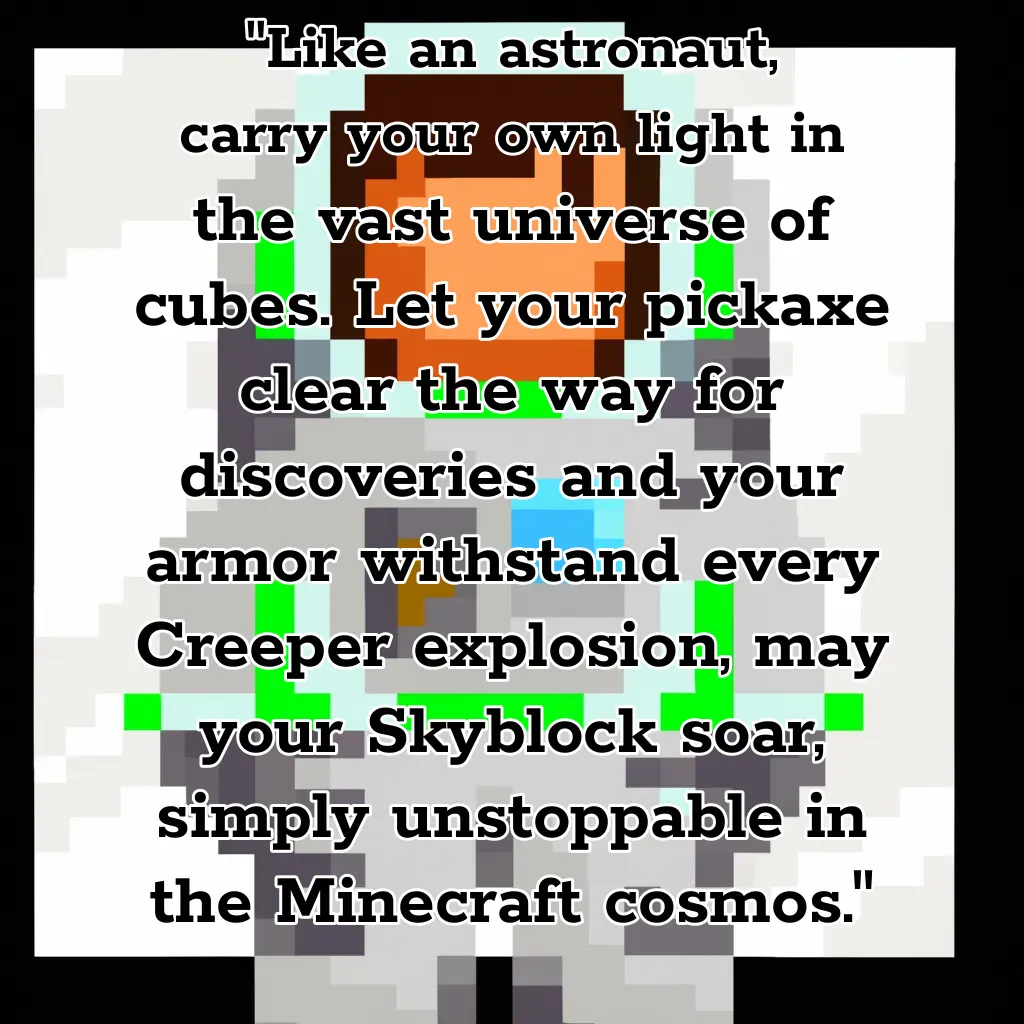 "Like an astronaut,
carry your own light in
the vast universe of
cubes. Let your pickaxe
clear the way for
discoveries and your
armor withstand every
Creeper explosion, may
your Skyblock soar,
simply unstoppable in
the Minecraft cosmos."